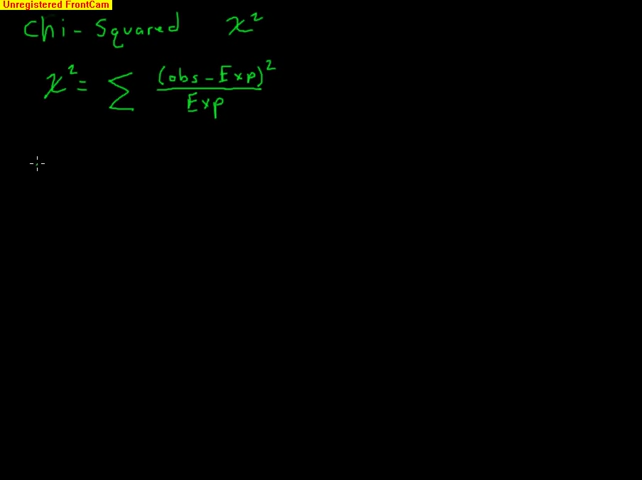 Unregistered FrontCam
Chi-Squared χ²
χ² = ∑ (obs - Exp)² / Exp